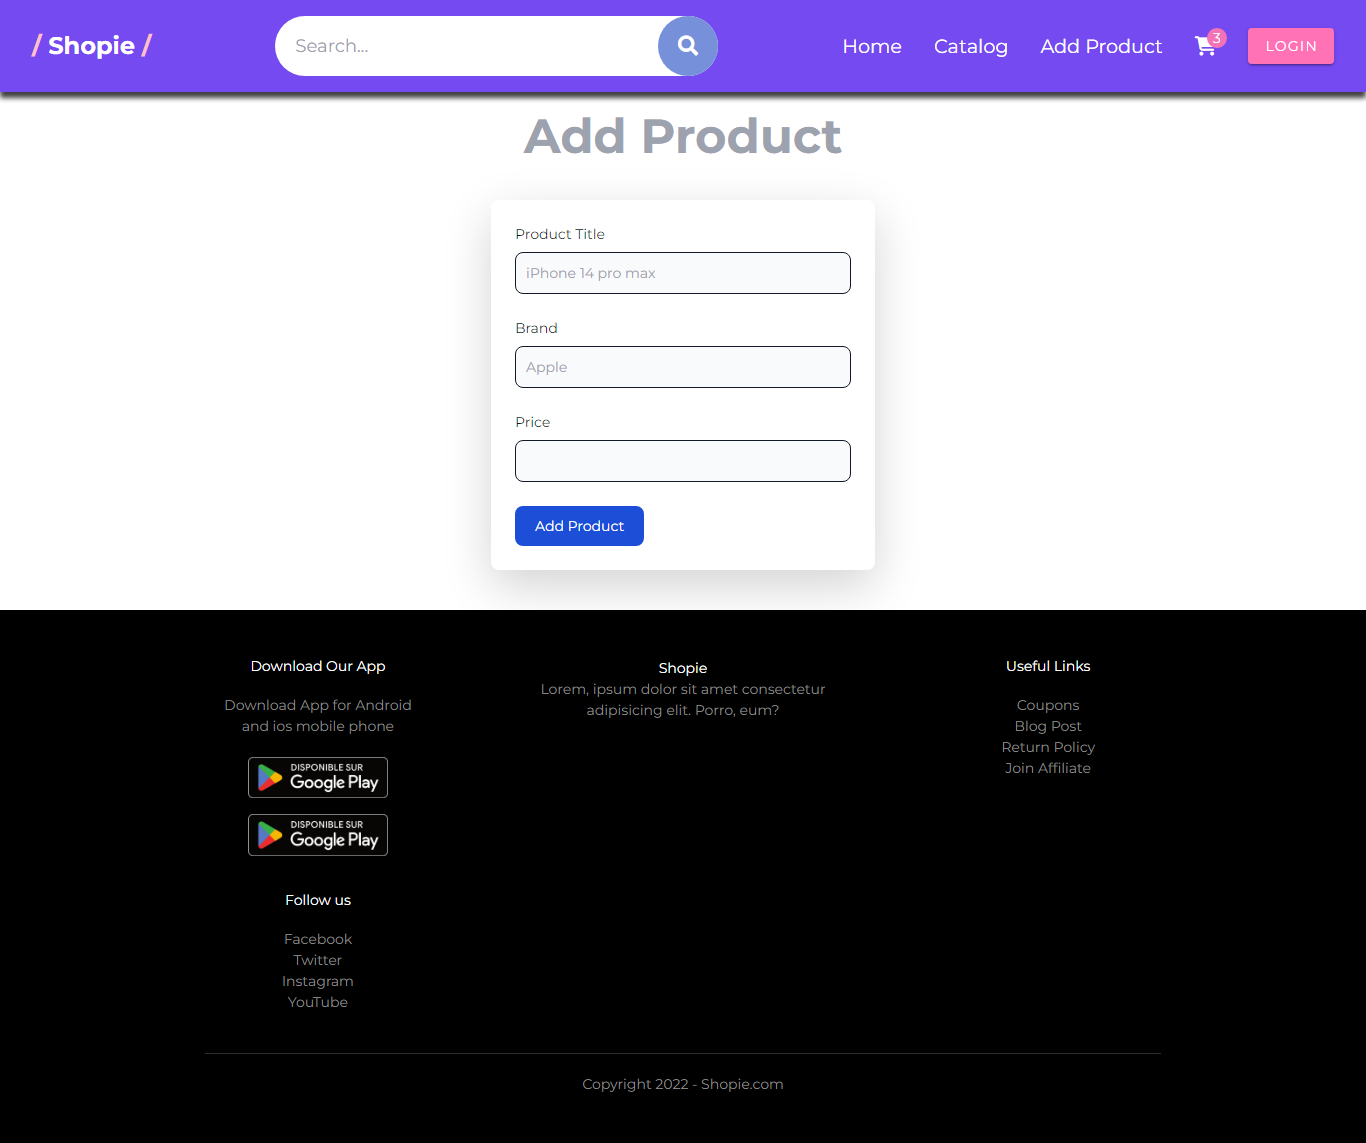 / Shopie /
Search...
Home
Catalog
Add Product
3
LOGIN
Add Product
Product Title
iPhone 14 pro max
Brand
Apple
Price
Add Product
Download Our App
Download App for Android
and ios mobile phone
DISPONIBLE SUR
Google Play
DISPONIBLE SUR
Google Play
Follow us
Facebook
Twitter
Instagram
YouTube
Shopie
Lorem, ipsum dolor sit amet consectetur
adipisicing elit. Porro, eum?
Useful Links
Coupons
Blog Post
Return Policy
Join Affiliate
Copyright 2022 - Shopie.com